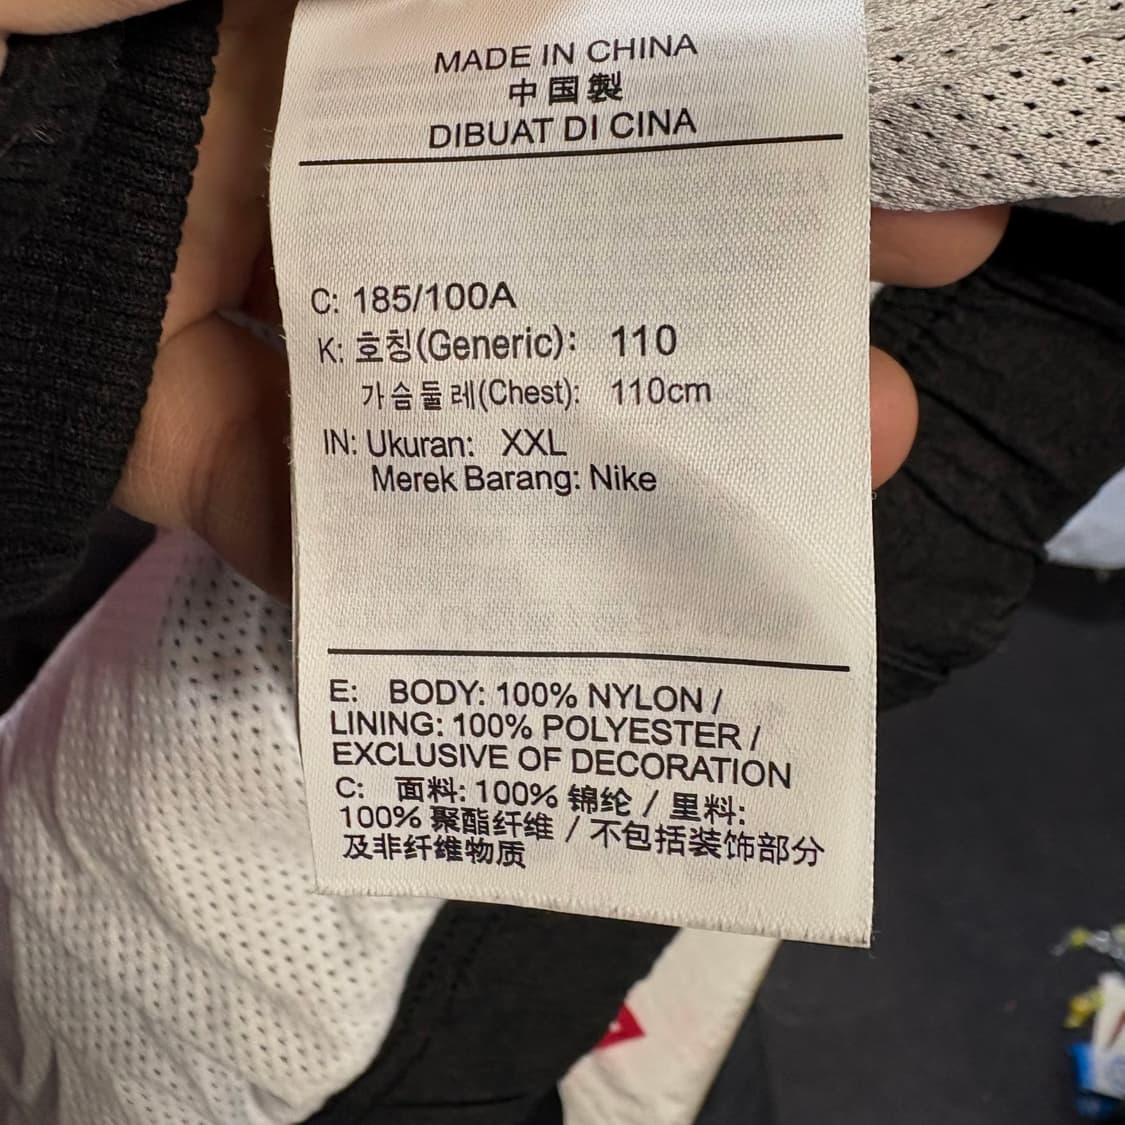 MADE IN CHINA
中国製
DIBUAT DI CINA
C: 185/100A
K: 호칭(Generic): 110
가슴둘레(Chest): 110cm
IN: Ukuran: XXL
Merek Barang: Nike
E: BODY: 100% NYLON /
LINING: 100% POLYESTER /
EXCLUSIVE OF DECORATION
C: 面料: 100% 锦纶 / 里料:
100% 聚酯纤维 / 不包括装饰部分
及非纤维物质